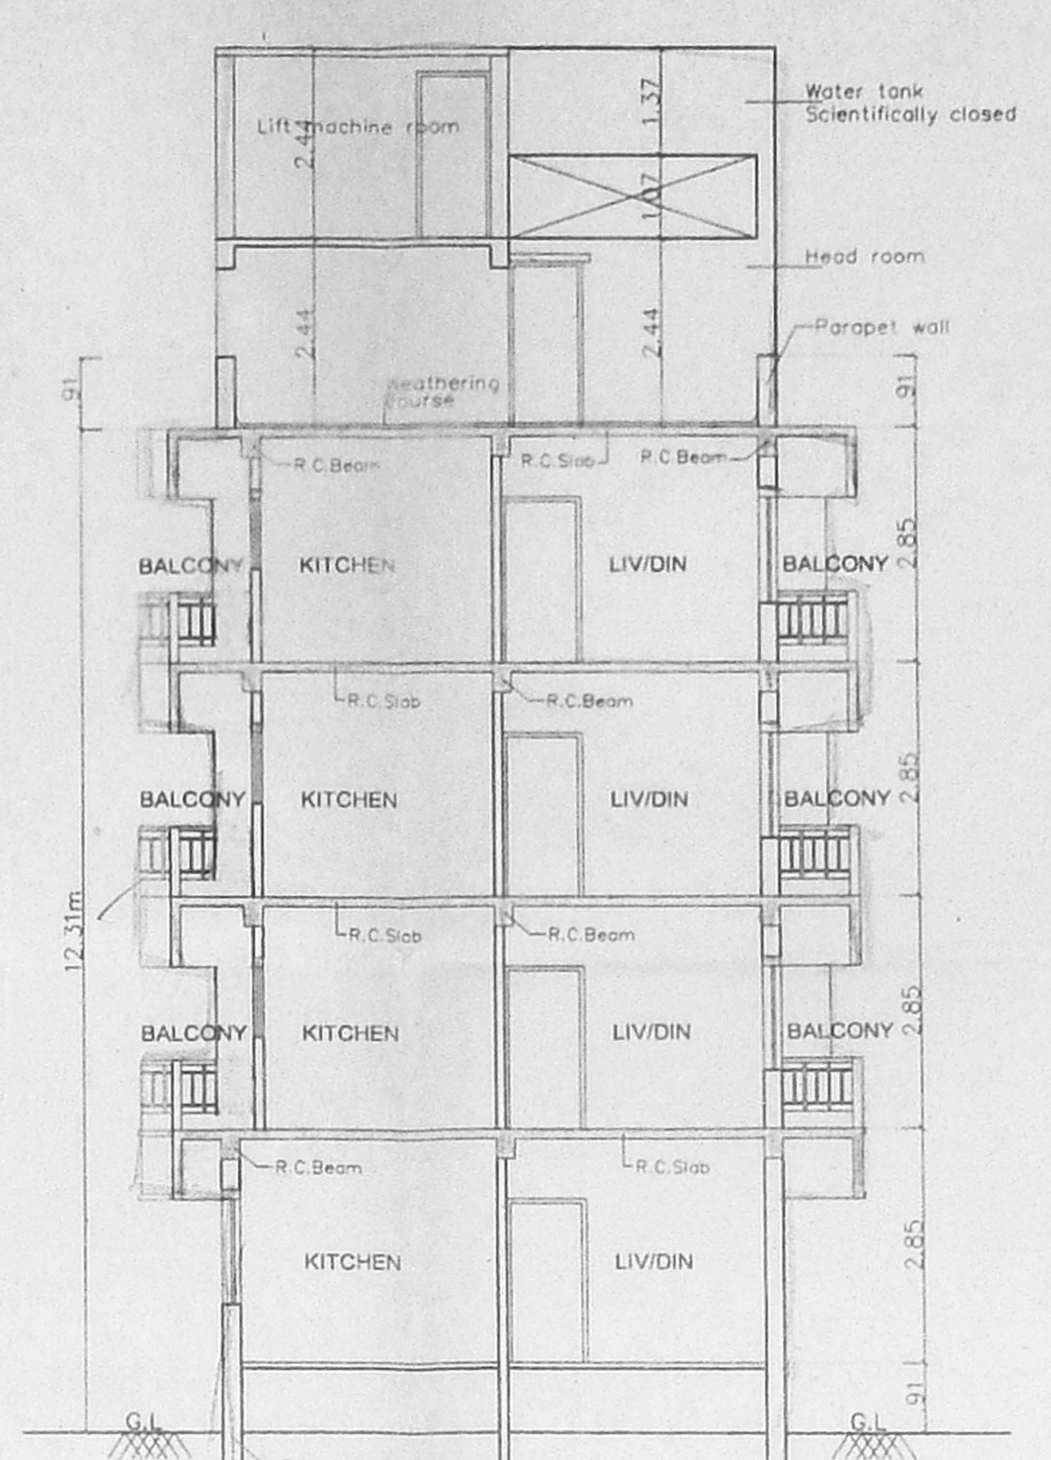 1.37
Water tank
Scientifically closed
Lift machine room
2.44
1.07
Head room
2.44
2.44
Parapet wall
91
weathering
course
91
R.C.Beam
R.C.Slab
R.C.Beam
BALCONY
KITCHEN
LIV/DIN
BALCONY
2.85
R.C.Slab
R.C.Beam
BALCONY
KITCHEN
LIV/DIN
BALCONY
2.85
12.31m
R.C.Slab
R.C.Beam
BALCONY
KITCHEN
LIV/DIN
BALCONY
2.85
R.C.Beam
R.C.Slab
KITCHEN
LIV/DIN
2.85
91
G.L
G.L